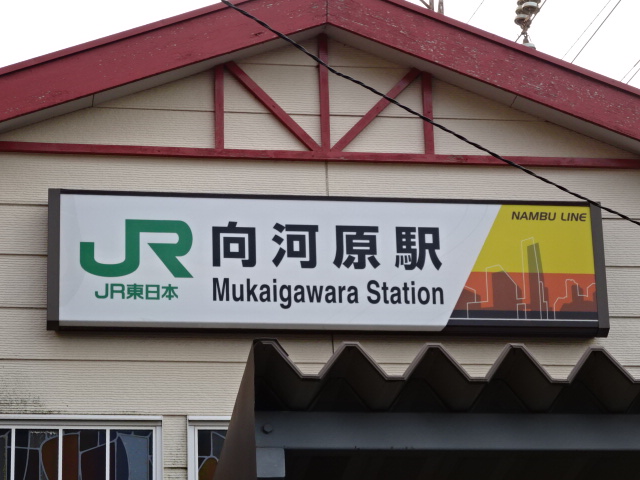 JR 向河原駅
JR東日本
Mukaigawara Station
NAMBU LINE